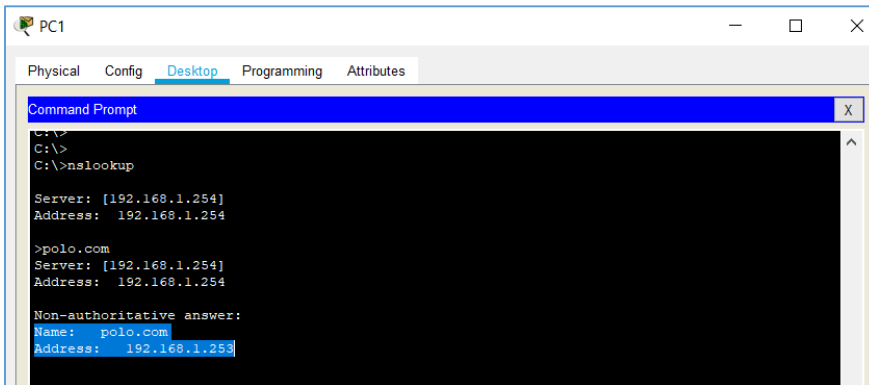 PC1
Physical Config Desktop Programming Attributes
Command Prompt
X
C:\>
C:\>
C:\>nslookup
Server: [192.168.1.254]
Address: 192.168.1.254
>polo.com
Server: [192.168.1.254]
Address: 192.168.1.254
Non-authoritative answer:
Name: polo.com
Address: 192.168.1.253